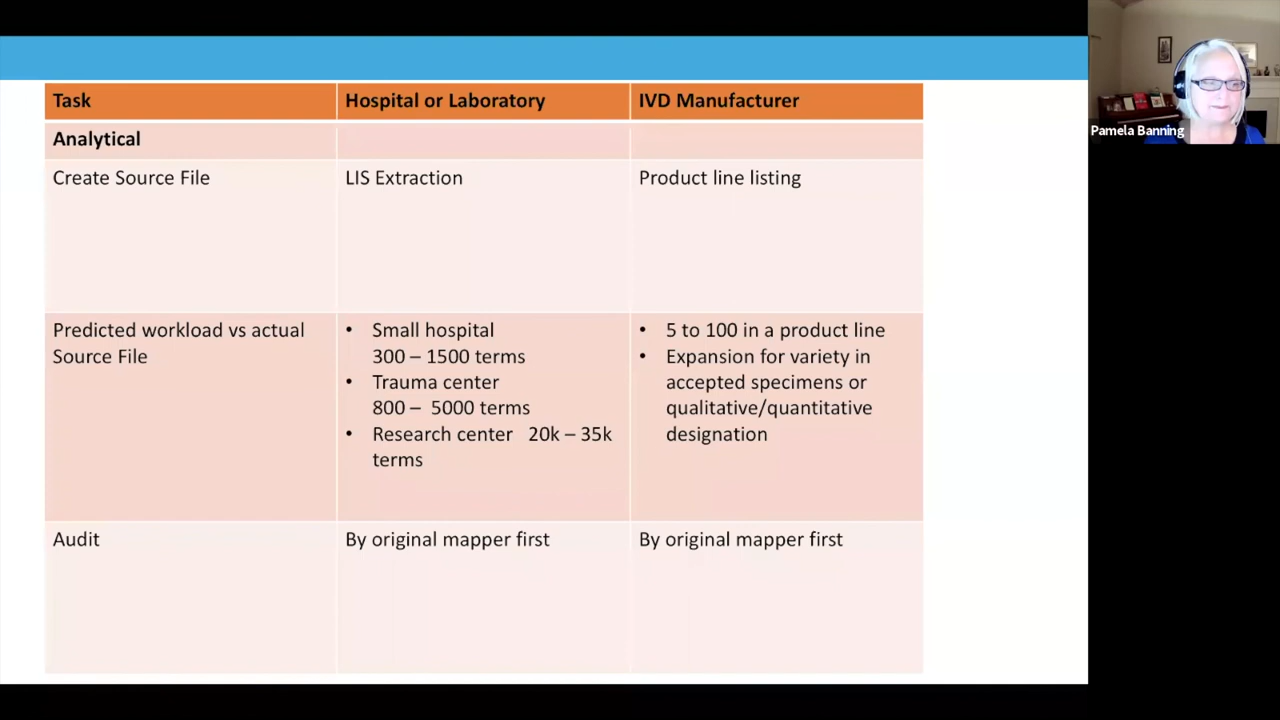 Task
Hospital or Laboratory
IVD Manufacturer
Analytical
Create Source File
LIS Extraction
Product line listing
Predicted workload vs actual
Source File
• Small hospital
300 – 1500 terms
• Trauma center
800 – 5000 terms
• Research center 20k – 35k
terms
• 5 to 100 in a product line
• Expansion for variety in
accepted specimens or
qualitative/quantitative
designation
Audit
By original mapper first
By original mapper first
Pamela Banning